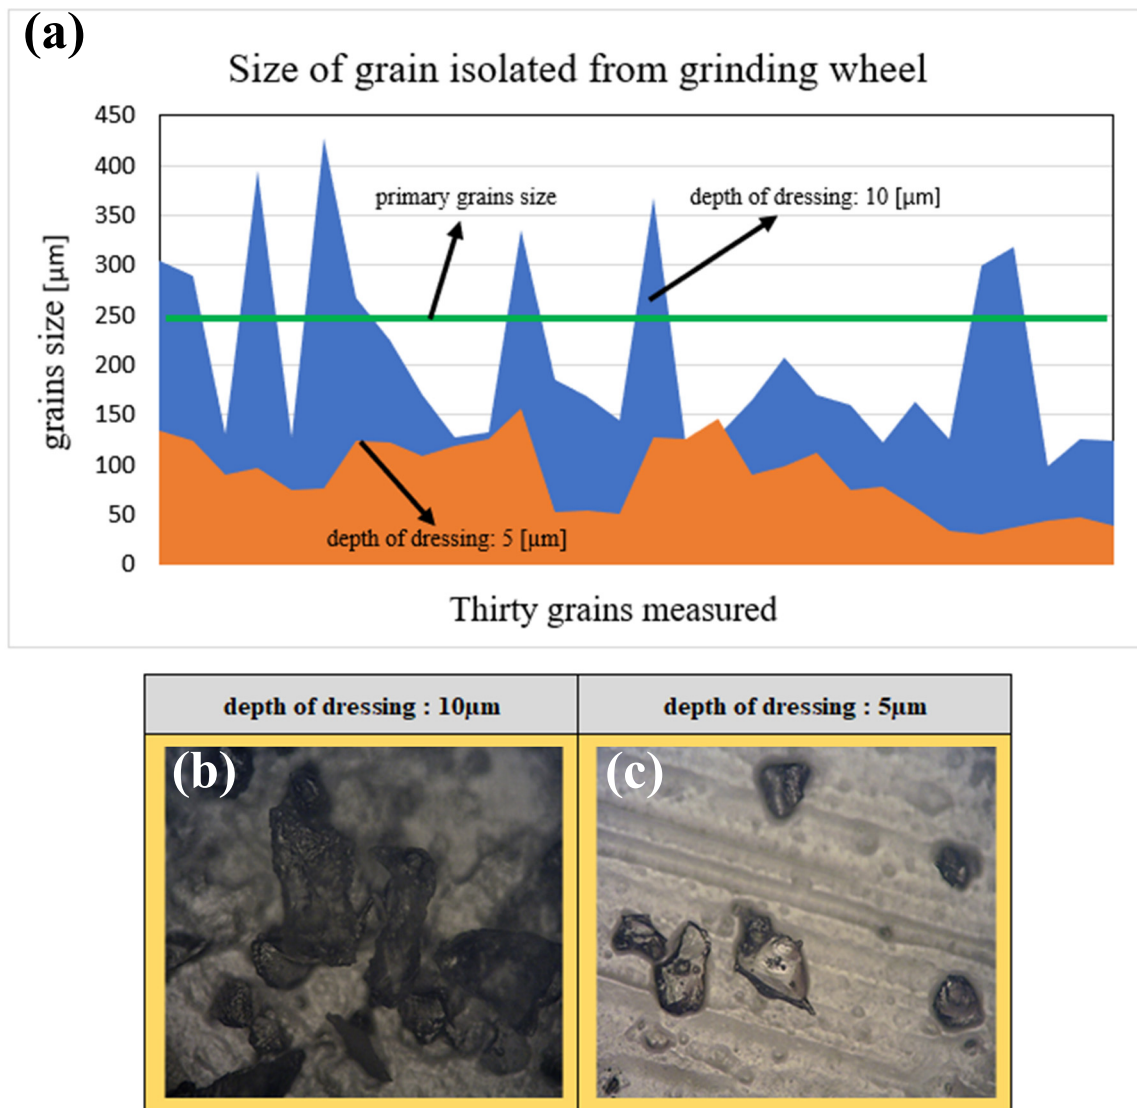 (a)
Size of grain isolated from grinding wheel
450
400
350
300
250
200
150
100
50
0
grains size [µm]
primary grains size
depth of dressing: 10 [µm]
depth of dressing: 5 [µm]
Thirty grains measured
depth of dressing : 10µm
depth of dressing : 5µm
(b)
(c)